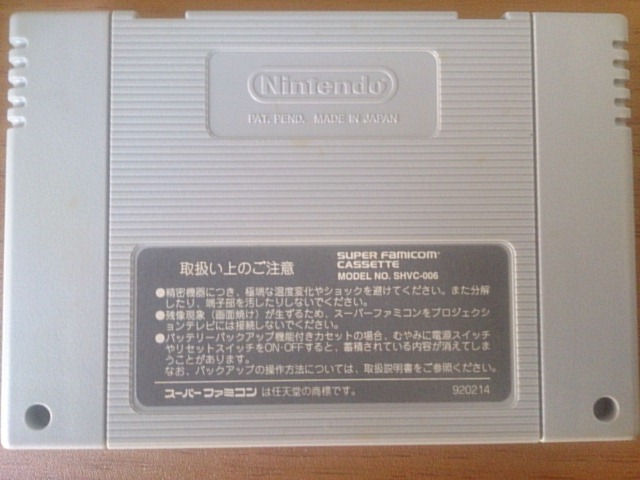 Nintendo®
PAT. PEND. MADE IN JAPAN
取扱い上のご注意
SUPER FAMICOM™
CASSETTE
MODEL NO. SHVC-006
●精密機器につき、極端な温度変化やショックを避けてください。また分解
したり、端子部を汚したりしないでください。
●残像現象（画面焼け）が生ずるため、スーパーファミコンをプロジェクシ
ョンテレビには接続しないでください。
●バッテリーバックアップ機能付きカセットの場合、むやみに電源スイッチ
やリセットスイッチをON・OFFすると、蓄積されている内容が消えてしま
うことがあります。
なお、バックアップの操作方法については、取扱説明書をご参照ください。
スーパーファミコンは任天堂の商標です。
920214